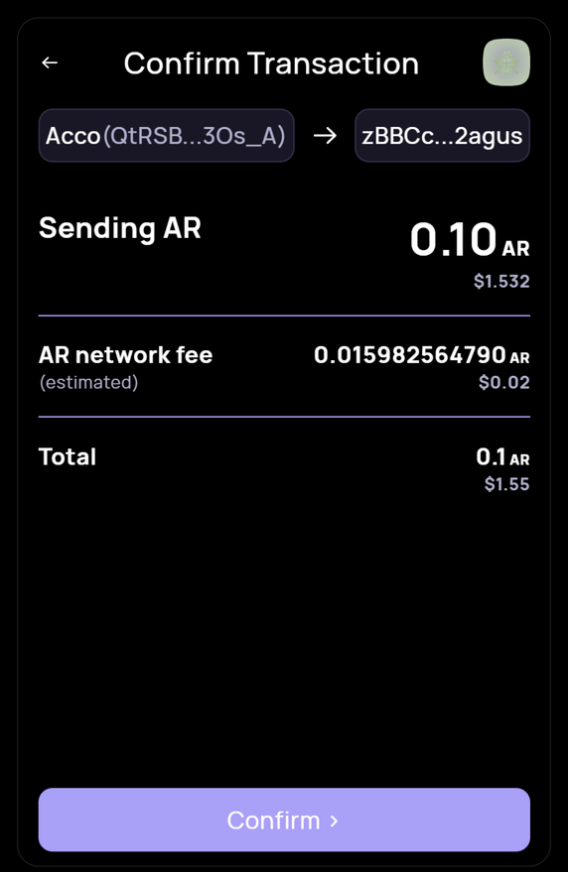 ← Confirm Transaction
Acco(QtRSB...3Os_A) → zBBCc...2agus
Sending AR 0.10 AR
$1.532
AR network fee 0.015982564790 AR
(estimated) $0.02
Total 0.1 AR
$1.55
Confirm >